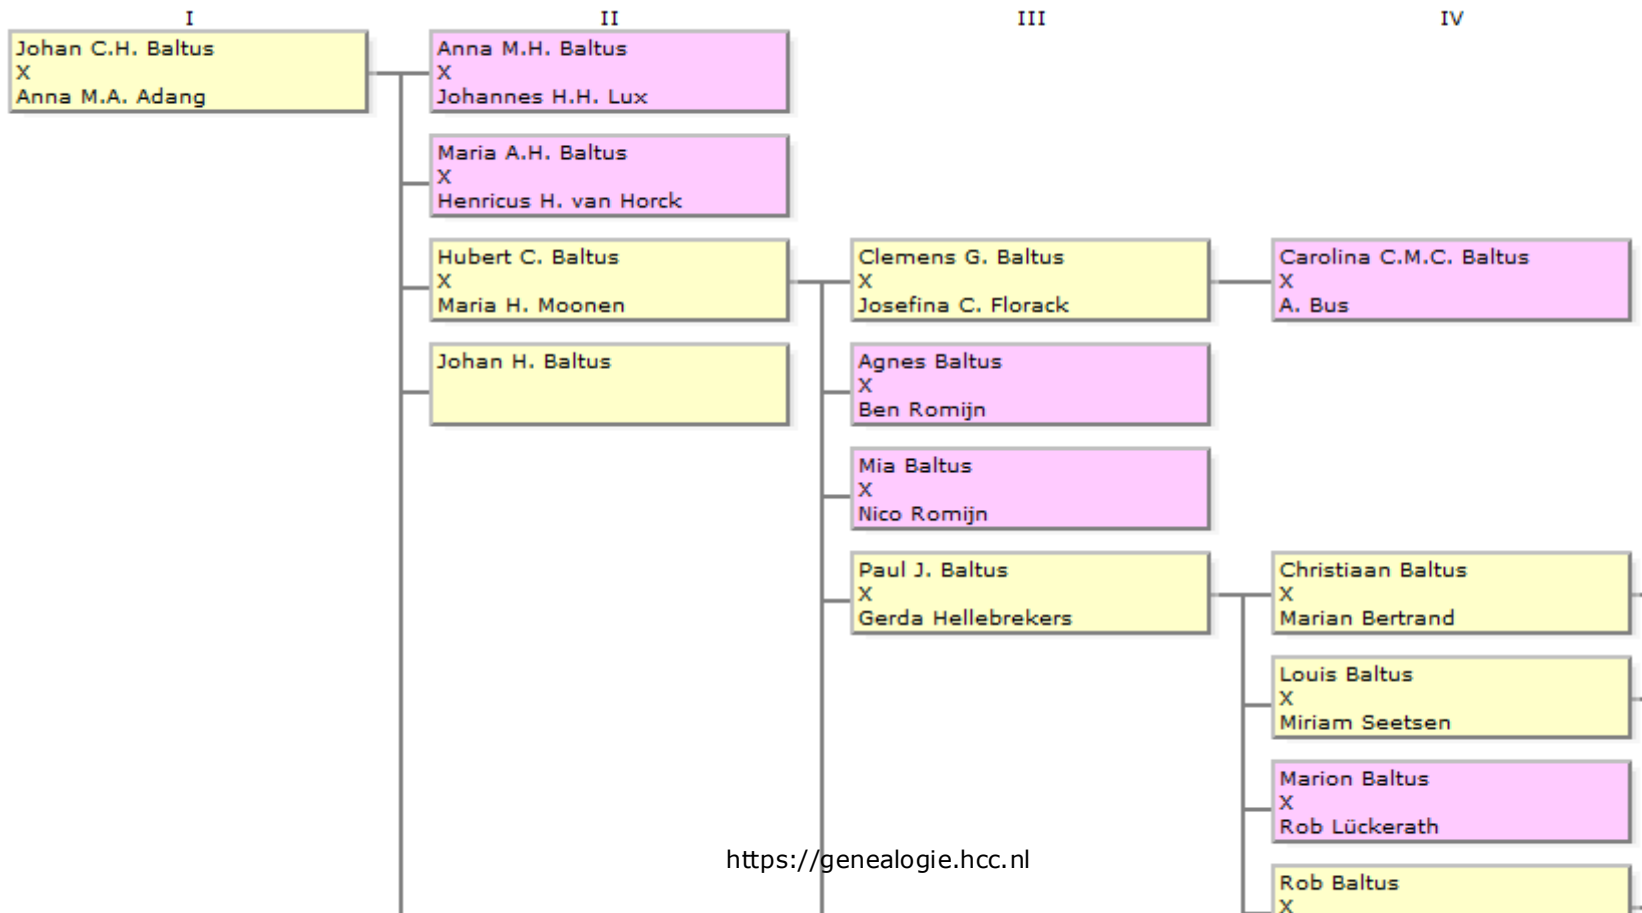 I
II
III
IV
Johan C.H. Baltus
X
Anna M.A. Adang
Anna M.H. Baltus
X
Johannes H.H. Lux
Maria A.H. Baltus
X
Henricus H. van Horck
Hubert C. Baltus
X
Maria H. Moonen
Johan H. Baltus
Clemens G. Baltus
X
Josefina C. Florack
Agnes Baltus
X
Ben Romijn
Mia Baltus
X
Nico Romijn
Paul J. Baltus
X
Gerda Hellebrekers
Carolina C.M.C. Baltus
X
A. Bus
Christiaan Baltus
X
Marian Bertrand
Louis Baltus
X
Miriam Seetsen
Marion Baltus
X
Rob Lückerath
Rob Baltus
X
https://genealogie.hcc.nl